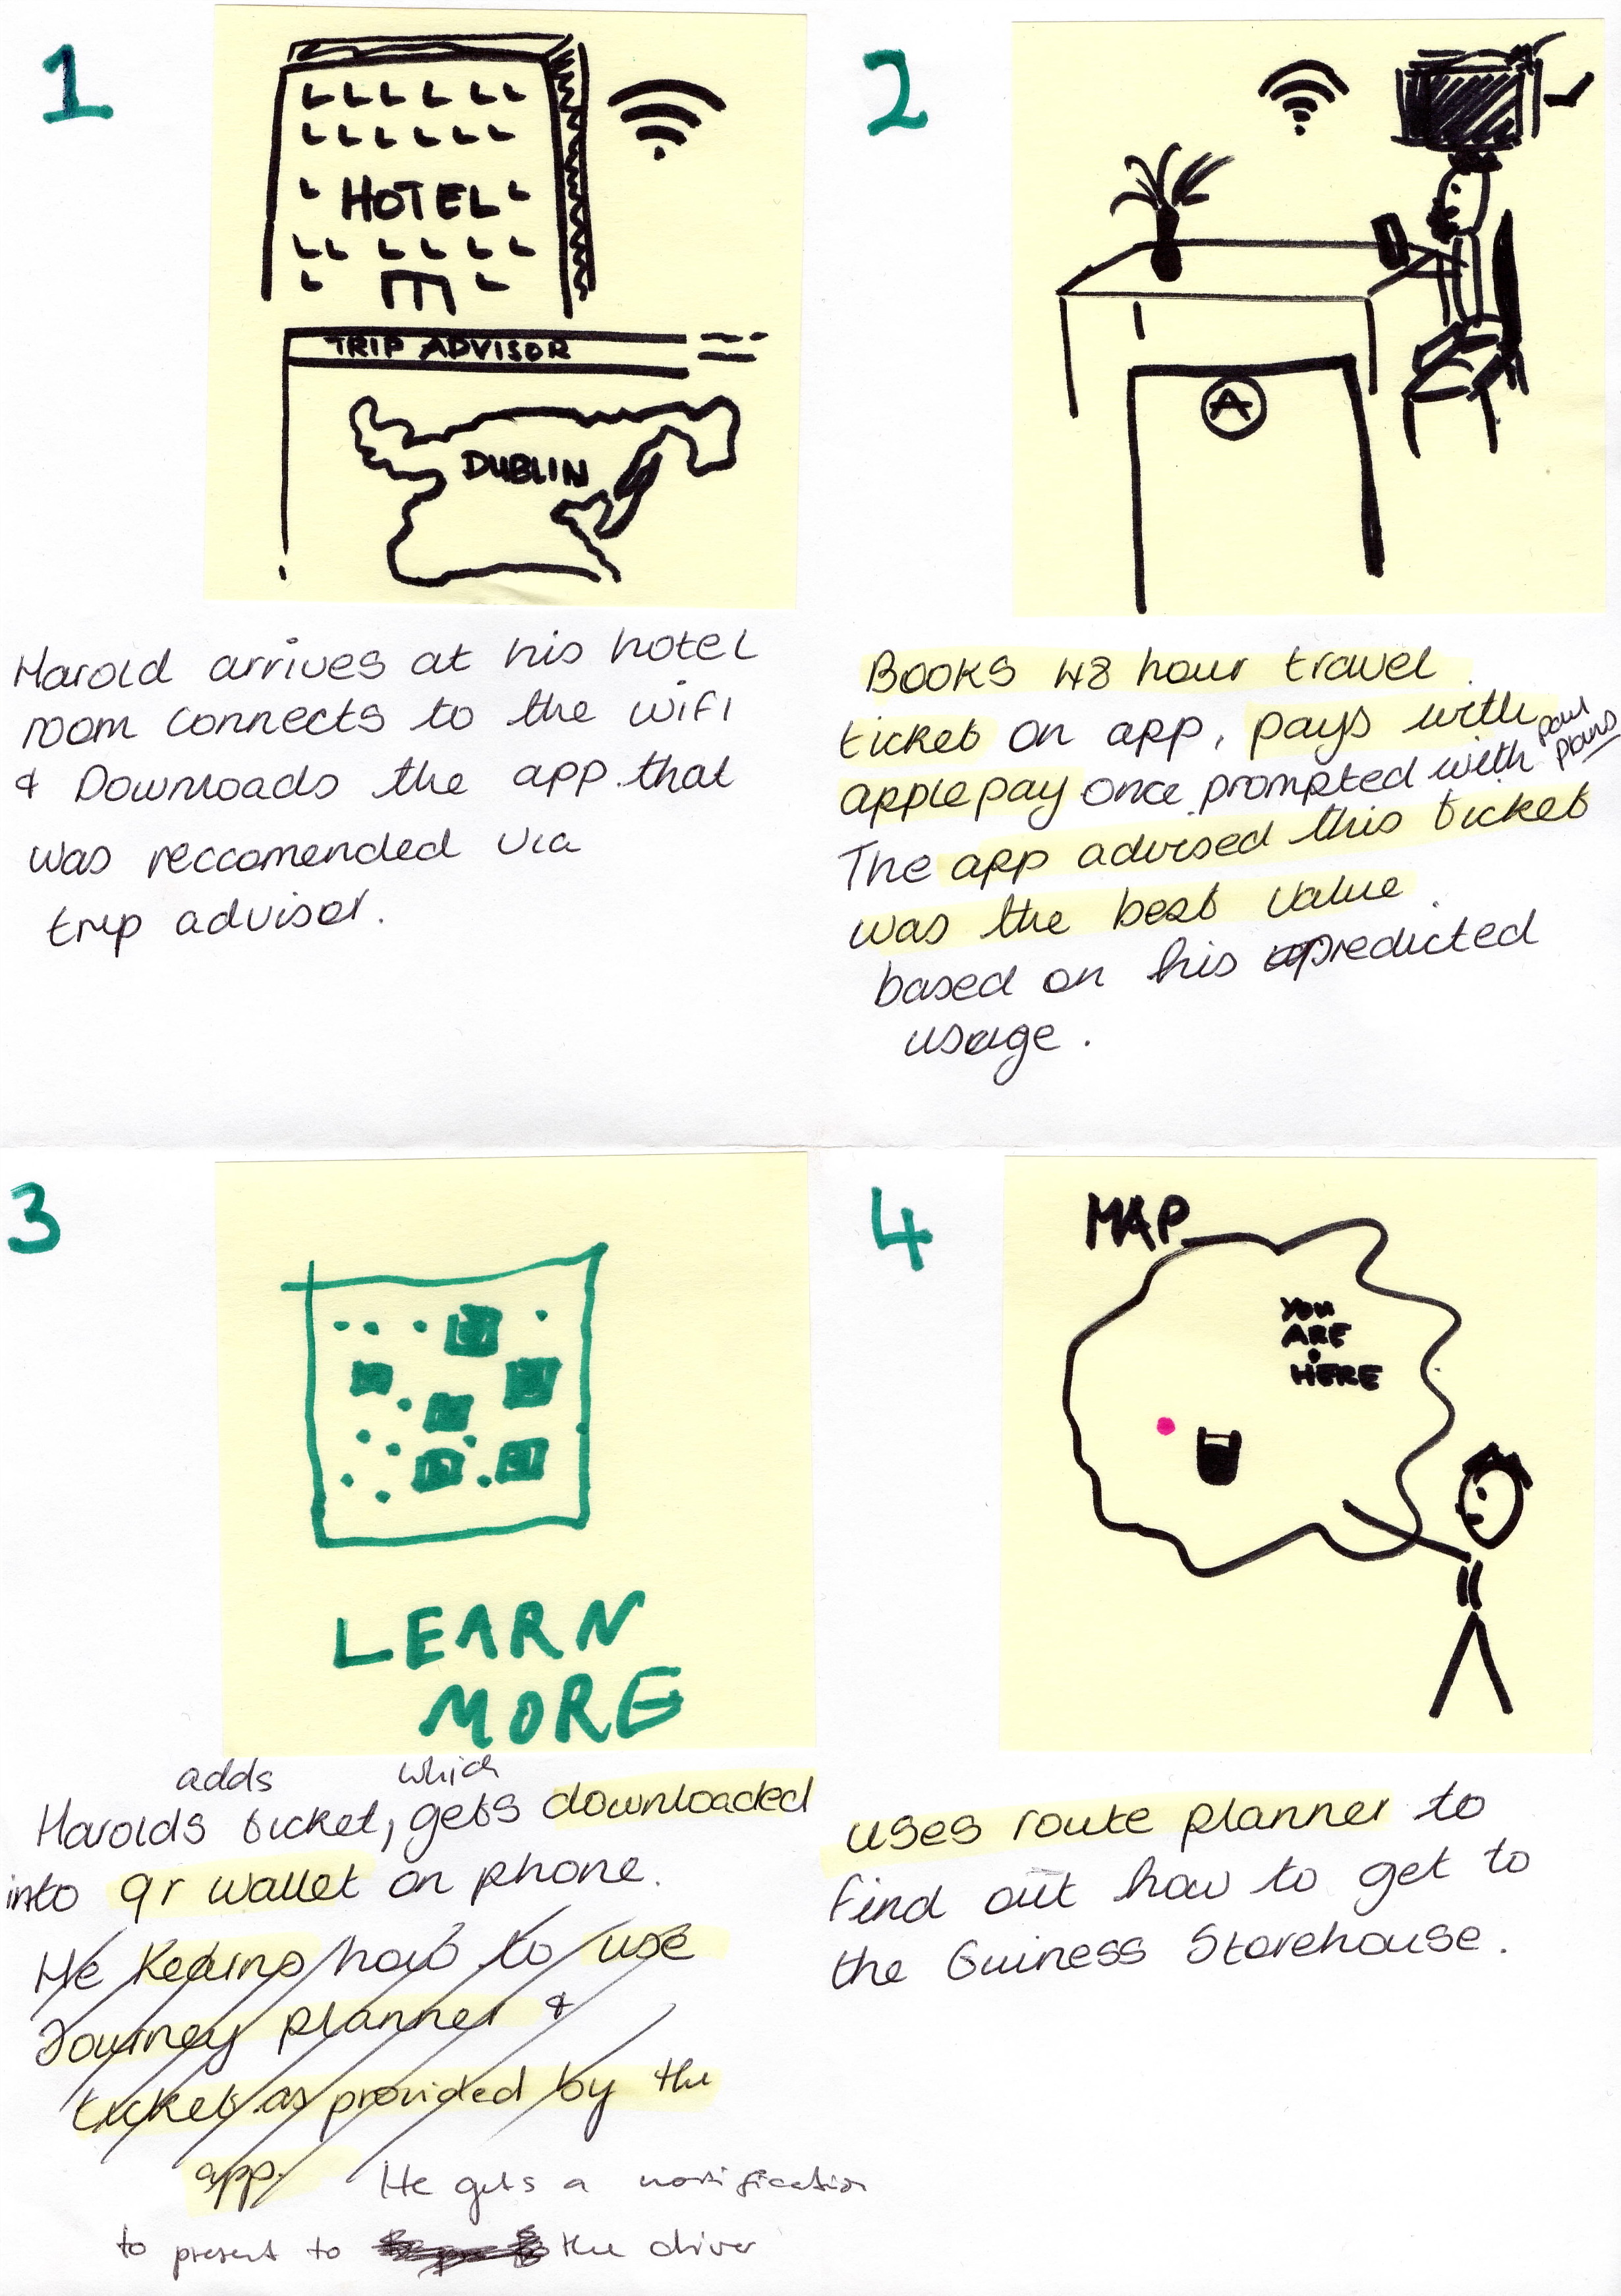 1
HOTEL
TRIP ADVISOR
DUBLIN
Harold arrives at his hotel
room connects to the wifi
& Downloads the app that
was reccomended via
trip advisor.
2
A
Books 48 hour travel
ticket on app, pays with
applepay once prompted with
plans
The app advised this ticket
was the best value.
based on his predicted
usage.
3
LEARN
MORE
adds which
Harolds ticket, gets downloaded
into qr wallet on phone.
He learns how to use
Journey planner &
ticket as provided by the
app. He gets a notification
to present to the driver
4
MAP
YOU
ARE
HERE
uses route planner to
find out how to get to
the Guiness Storehouse.